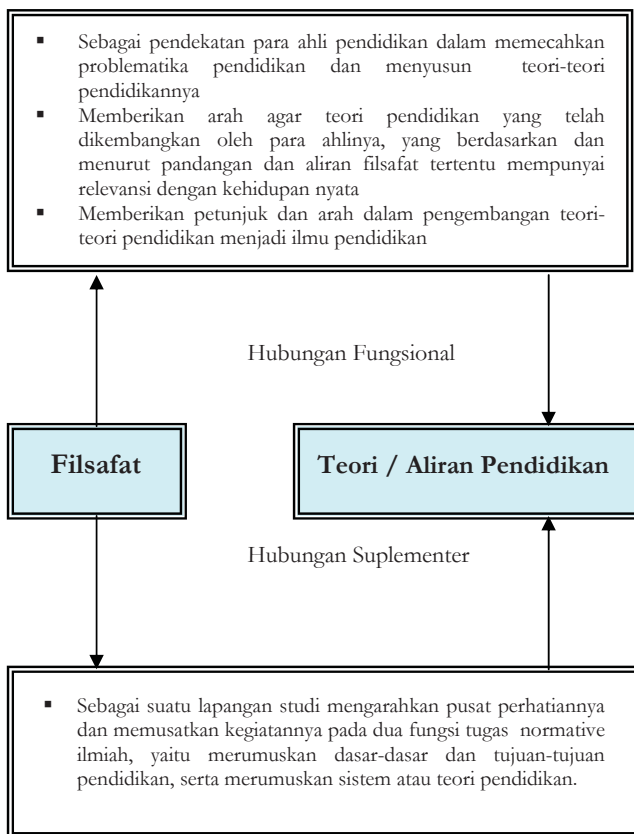 ▪ Sebagai pendekatan para ahli pendidikan dalam memecahkan
problematika pendidikan dan menyusun teori-teori
pendidikannya
▪ Memberikan arah agar teori pendidikan yang telah
dikembangkan oleh para ahlinya, yang berdasarkan dan
menurut pandangan dan aliran filsafat tertentu mempunyai
relevansi dengan kehidupan nyata
▪ Memberikan petunjuk dan arah dalam pengembangan teori-
teori pendidikan menjadi ilmu pendidikan
Hubungan Fungsional
Filsafat
Teori / Aliran Pendidikan
Hubungan Suplementer
▪ Sebagai suatu lapangan studi mengarahkan pusat perhatiannya
dan memusatkan kegiatannya pada dua fungsi tugas normative
ilmiah, yaitu merumuskan dasar-dasar dan tujuan-tujuan
pendidikan, serta merumuskan sistem atau teori pendidikan.